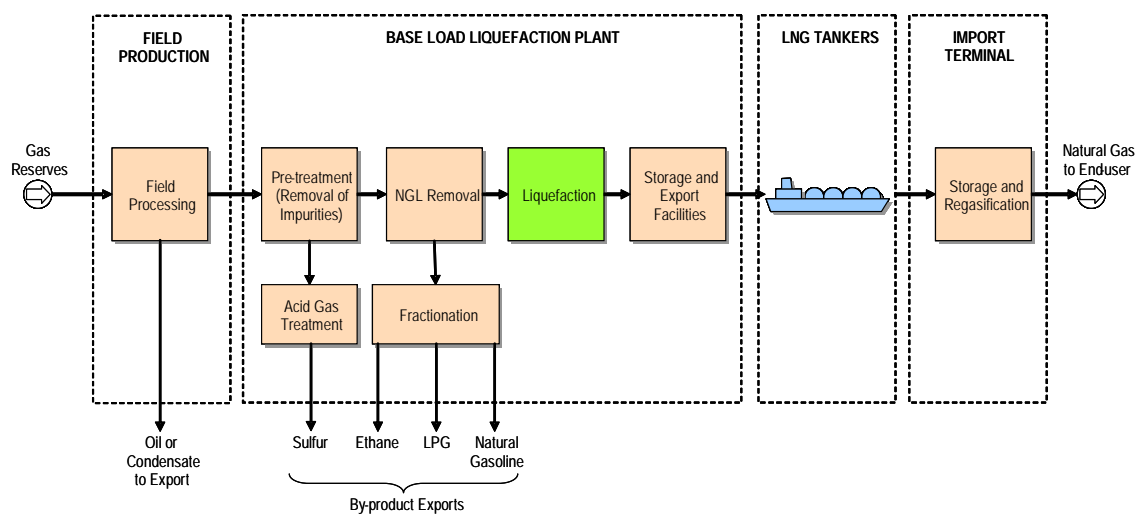 FIELD
PRODUCTION
BASE LOAD LIQUEFACTION PLANT
LNG TANKERS
IMPORT
TERMINAL
Gas
Reserves
Field
Processing
Pre-treatment
(Removal of
Impurities)
NGL Removal
Liquefaction
Storage and
Export
Facilities
Storage and
Regasification
Natural Gas
to End-user
Acid Gas
Treatment
Fractionation
Oil or
Condensate
to Export
Sulfur
Ethane
LPG
Natural
Gasoline
By-product Exports